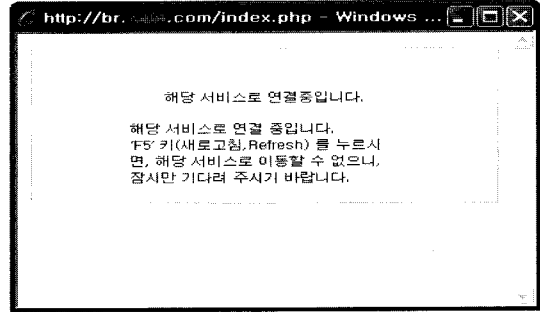 http://br. .com/index.php - Windows ...
해당 서비스로 연결중입니다.
해당 서비스로 연결 중입니다.
'F5' 키(새로고침,Refresh) 를 누르시
면, 해당 서비스로 이동할 수 없으니,
잠시만 기다려 주시기 바랍니다.